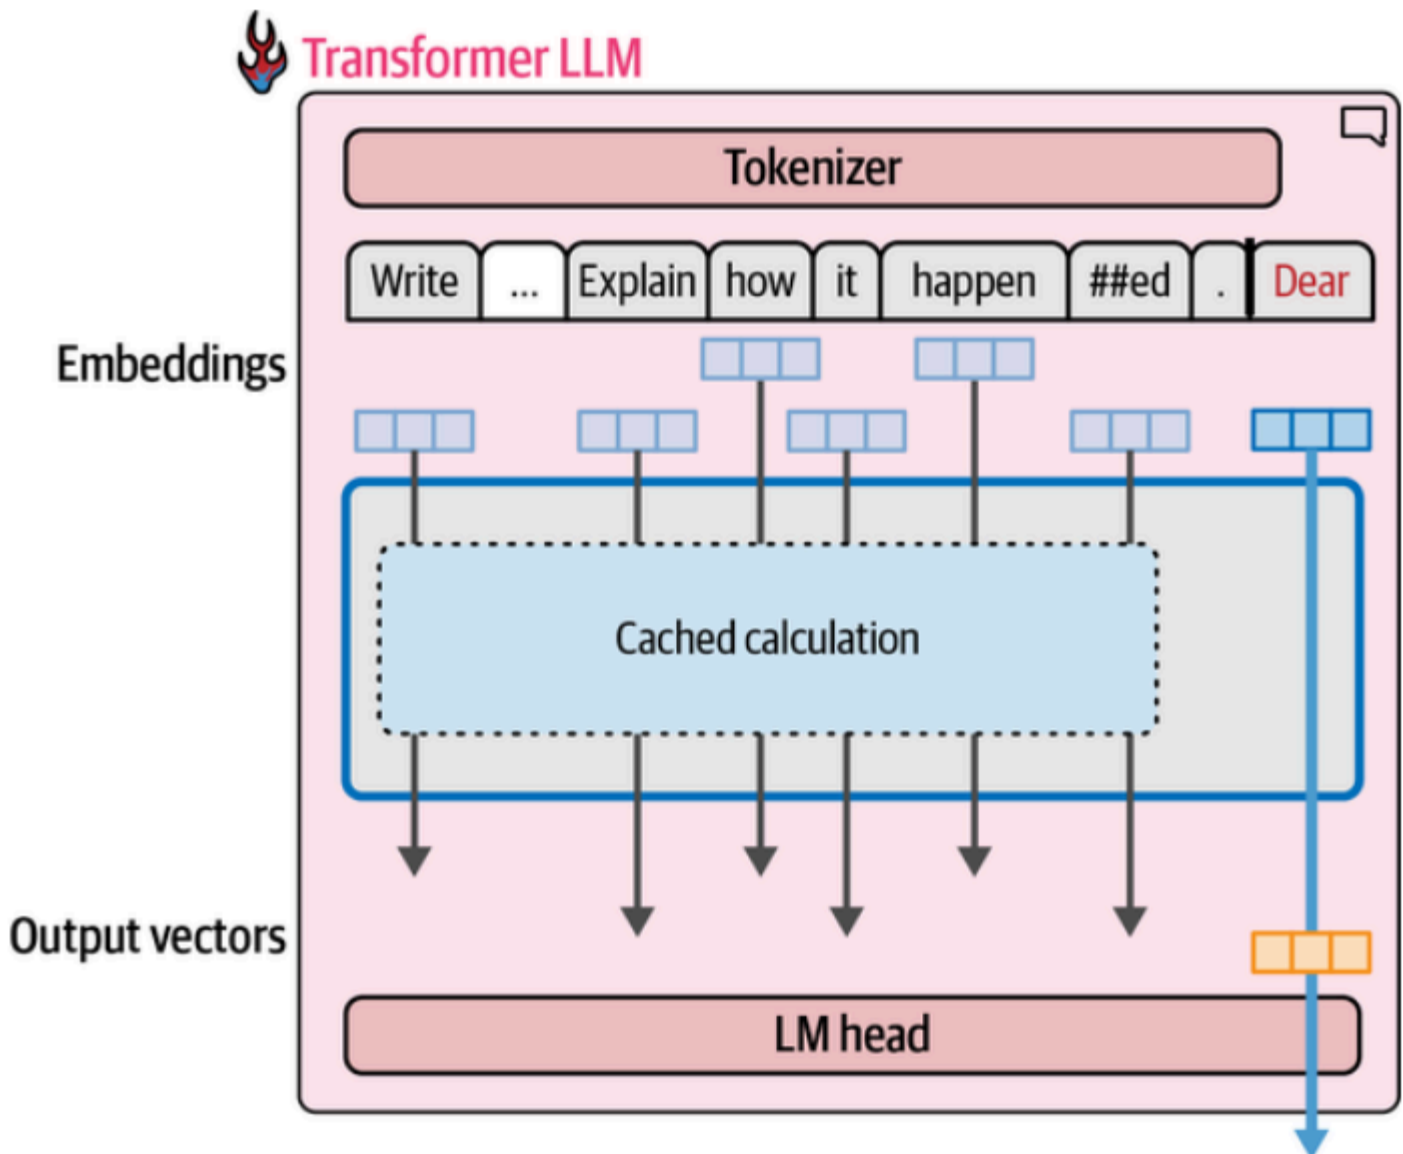 Transformer LLM
Tokenizer
Write ... Explain how it happen ##ed . Dear
Embeddings
Cached calculation
Output vectors
LM head